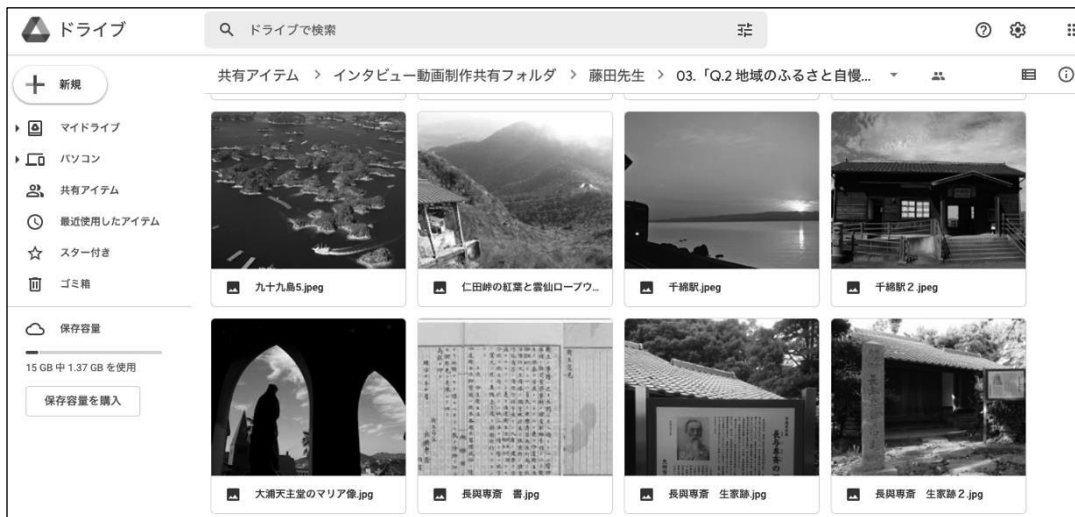 ドライブ
ドライブで検索
新規
マイドライブ
パソコン
共有アイテム
最近使用したアイテム
スター付き
ゴミ箱
保存容量
15 GB 中 1.37 GB を使用
保存容量を購入
共有アイテム > インタビュー動画制作共有フォルダ > 藤田先生 > 03.「Q.2 地域のふるさと自慢...
九十九島5.jpeg
仁田峠の紅葉と雲仙ロープウ...
千綿駅.jpeg
千綿駅2.jpeg
大浦天主堂のマリア像.jpg
長與専斎 書.jpg
長與専斎 生家跡.jpg
長與専斎 生家跡2.jpg